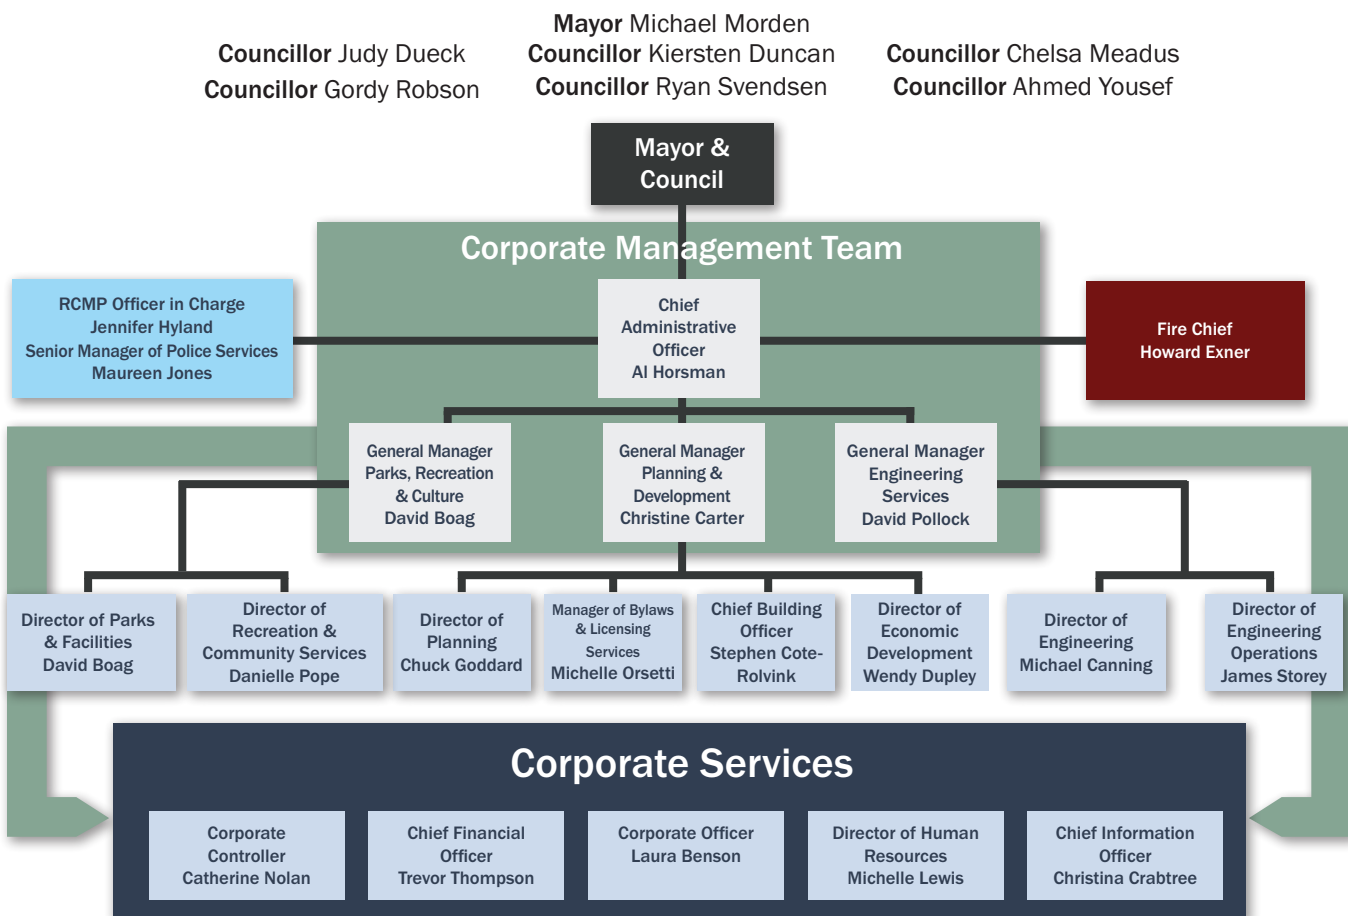 Mayor Michael Morden
Councillor Judy Dueck
Councillor Kiersten Duncan
Councillor Chelsa Meadus
Councillor Gordy Robson
Councillor Ryan Svendsen
Councillor Ahmed Yousef
Mayor &
Council
Corporate Management Team
RCMP Officer in Charge
Jennifer Hyland
Senior Manager of Police Services
Maureen Jones
Chief
Administrative
Officer
Al Horsman
Fire Chief
Howard Exner
General Manager
Parks, Recreation
& Culture
David Boag
General Manager
Planning &
Development
Christine Carter
General Manager
Engineering
Services
David Pollock
Director of Parks
& Facilities
David Boag
Director of
Recreation &
Community Services
Danielle Pope
Director of
Planning
Chuck Goddard
Manager of Bylaws
& Licensing
Services
Michelle Orsetti
Chief Building
Officer
Stephen Cote-
Rolvink
Director of
Economic
Development
Wendy Dupley
Director of
Engineering
Michael Canning
Director of
Engineering
Operations
James Storey
Corporate Services
Corporate
Controller
Catherine Nolan
Chief Financial
Officer
Trevor Thompson
Corporate Officer
Laura Benson
Director of Human
Resources
Michelle Lewis
Chief Information
Officer
Christina Crabtree